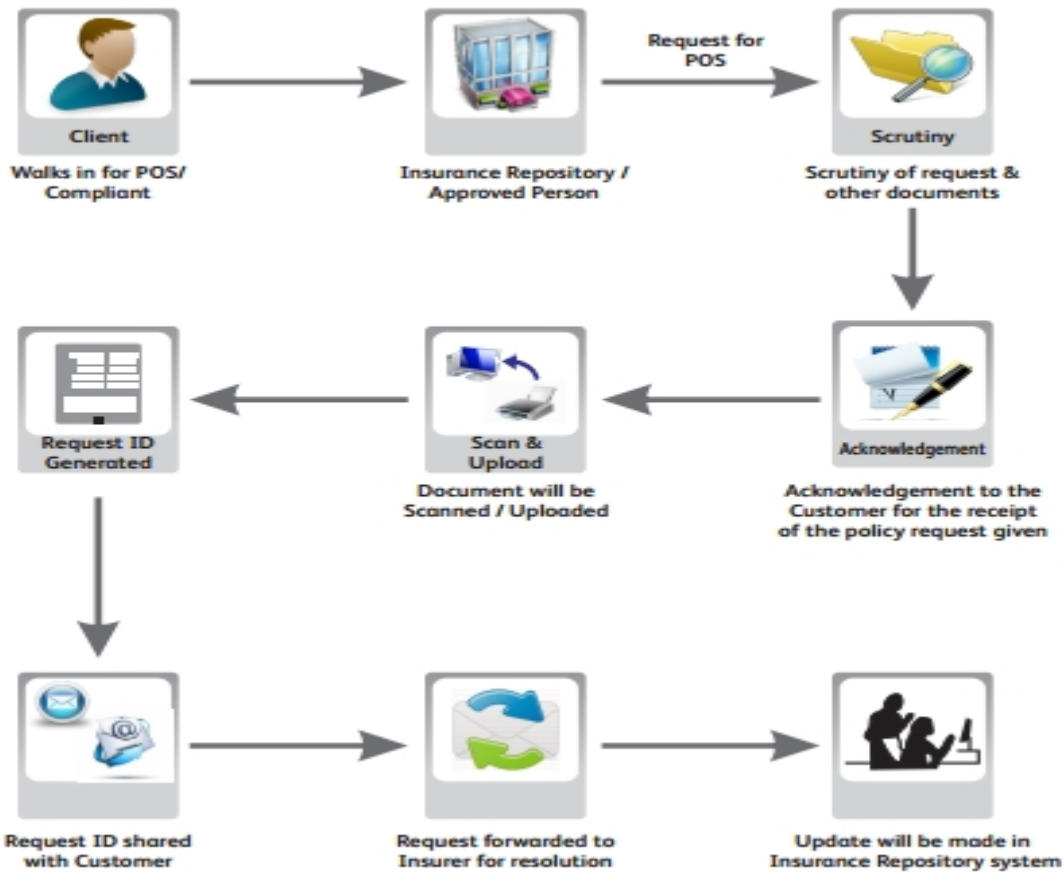 Request for
POS
Client
Scrutiny
Walks in for POS/
Compliant
Insurance Repository /
Approved Person
Scrutiny of request &
other documents
Request ID
Generated
Scan &
Upload
Acknowledgement
Document will be
Scanned / Uploaded
Acknowledgement to the
Customer for the receipt
of the policy request given
Request ID shared
with Customer
Request forwarded to
Insurer for resolution
Update will be made in
Insurance Repository system